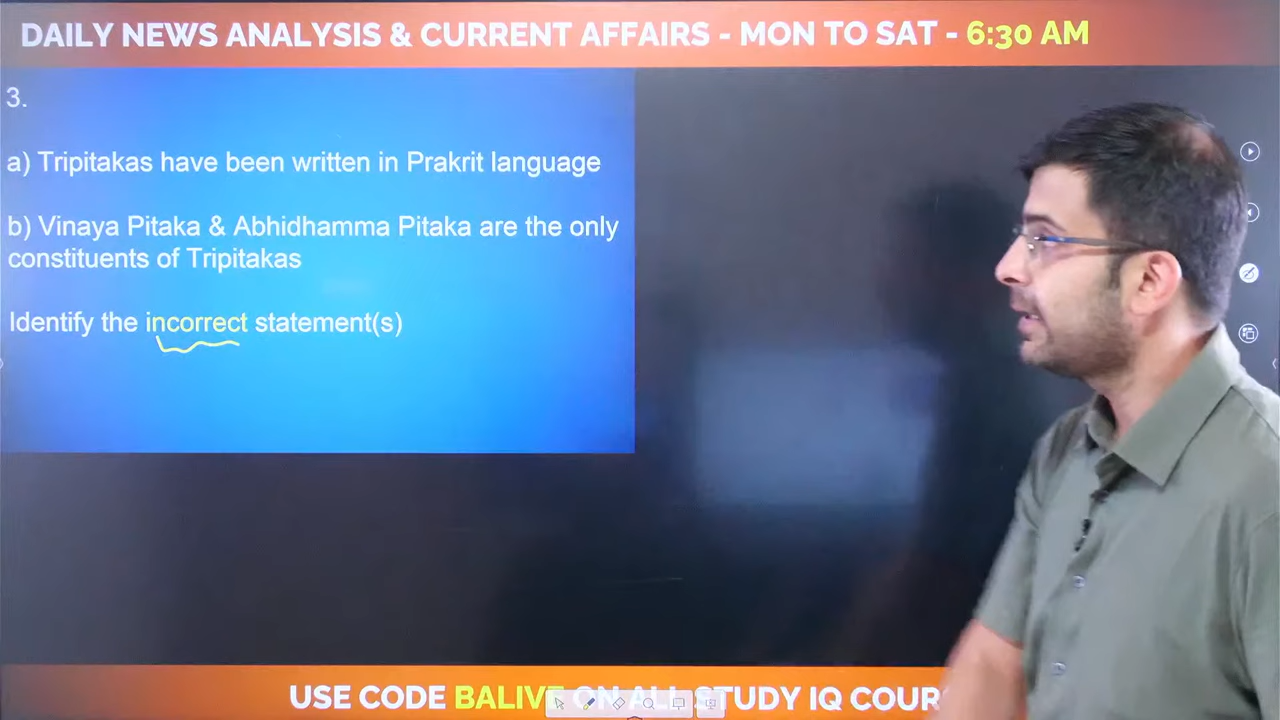 DAILY NEWS ANALYSIS & CURRENT AFFAIRS - MON TO SAT - 6:30 AM
3.
a) Tripitakas have been written in Prakrit language
b) Vinaya Pitaka & Abhidhamma Pitaka are the only
constituents of Tripitakas
Identify the incorrect statement(s)
USE CODE BALIVE ON ALL STUDY IQ